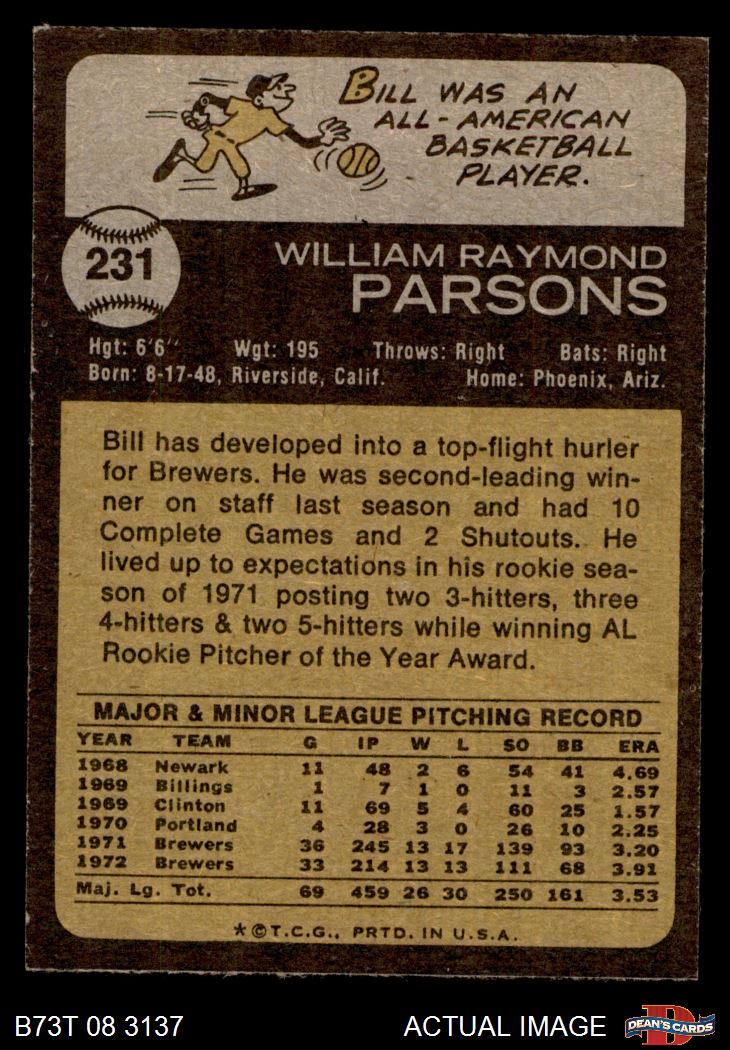 BILL WAS AN
ALL-AMERICAN
BASKETBALL
PLAYER.
231
WILLIAM RAYMOND
PARSONS
Hgt: 6'6" Wgt: 195 Throws: Right Bats: Right
Born: 8-17-48, Riverside, Calif. Home: Phoenix, Ariz.
Bill has developed into a top-flight hurler
for Brewers. He was second-leading win-
ner on staff last season and had 10
Complete Games and 2 Shutouts. He
lived up to expectations in his rookie sea-
son of 1971 posting two 3-hitters, three
4-hitters & two 5-hitters while winning AL
Rookie Pitcher of the Year Award.
MAJOR & MINOR LEAGUE PITCHING RECORD
YEAR TEAM G IP W L SO BB ERA
1968 Newark 11 48 2 6 54 41 4.69
1969 Billings 1 7 1 0 11 3 2.57
1969 Clinton 11 69 5 4 60 25 1.57
1970 Portland 4 28 3 0 26 10 2.25
1971 Brewers 36 245 13 17 139 93 3.20
1972 Brewers 33 214 13 13 111 68 3.91
Maj. Lg. Tot. 69 459 26 30 250 161 3.53
*©T.C.G., PRTD. IN U.S.A.
B73T 08 3137 ACTUAL IMAGE D DEAN'S CARDS